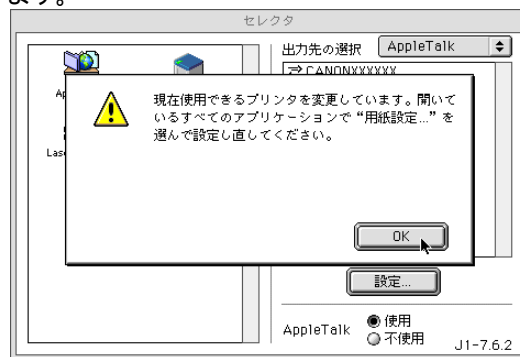 ます。
セレクタ
出力先の選択 AppleTalk
CANONXXXXXX
Ap
Lase
現在使用できるプリンタを変更しています。開いて
いるすべてのアプリケーションで“用紙設定…”を
選んで設定し直してください。
OK
設定...
AppleTalk
使用
不使用
J1-7.6.2